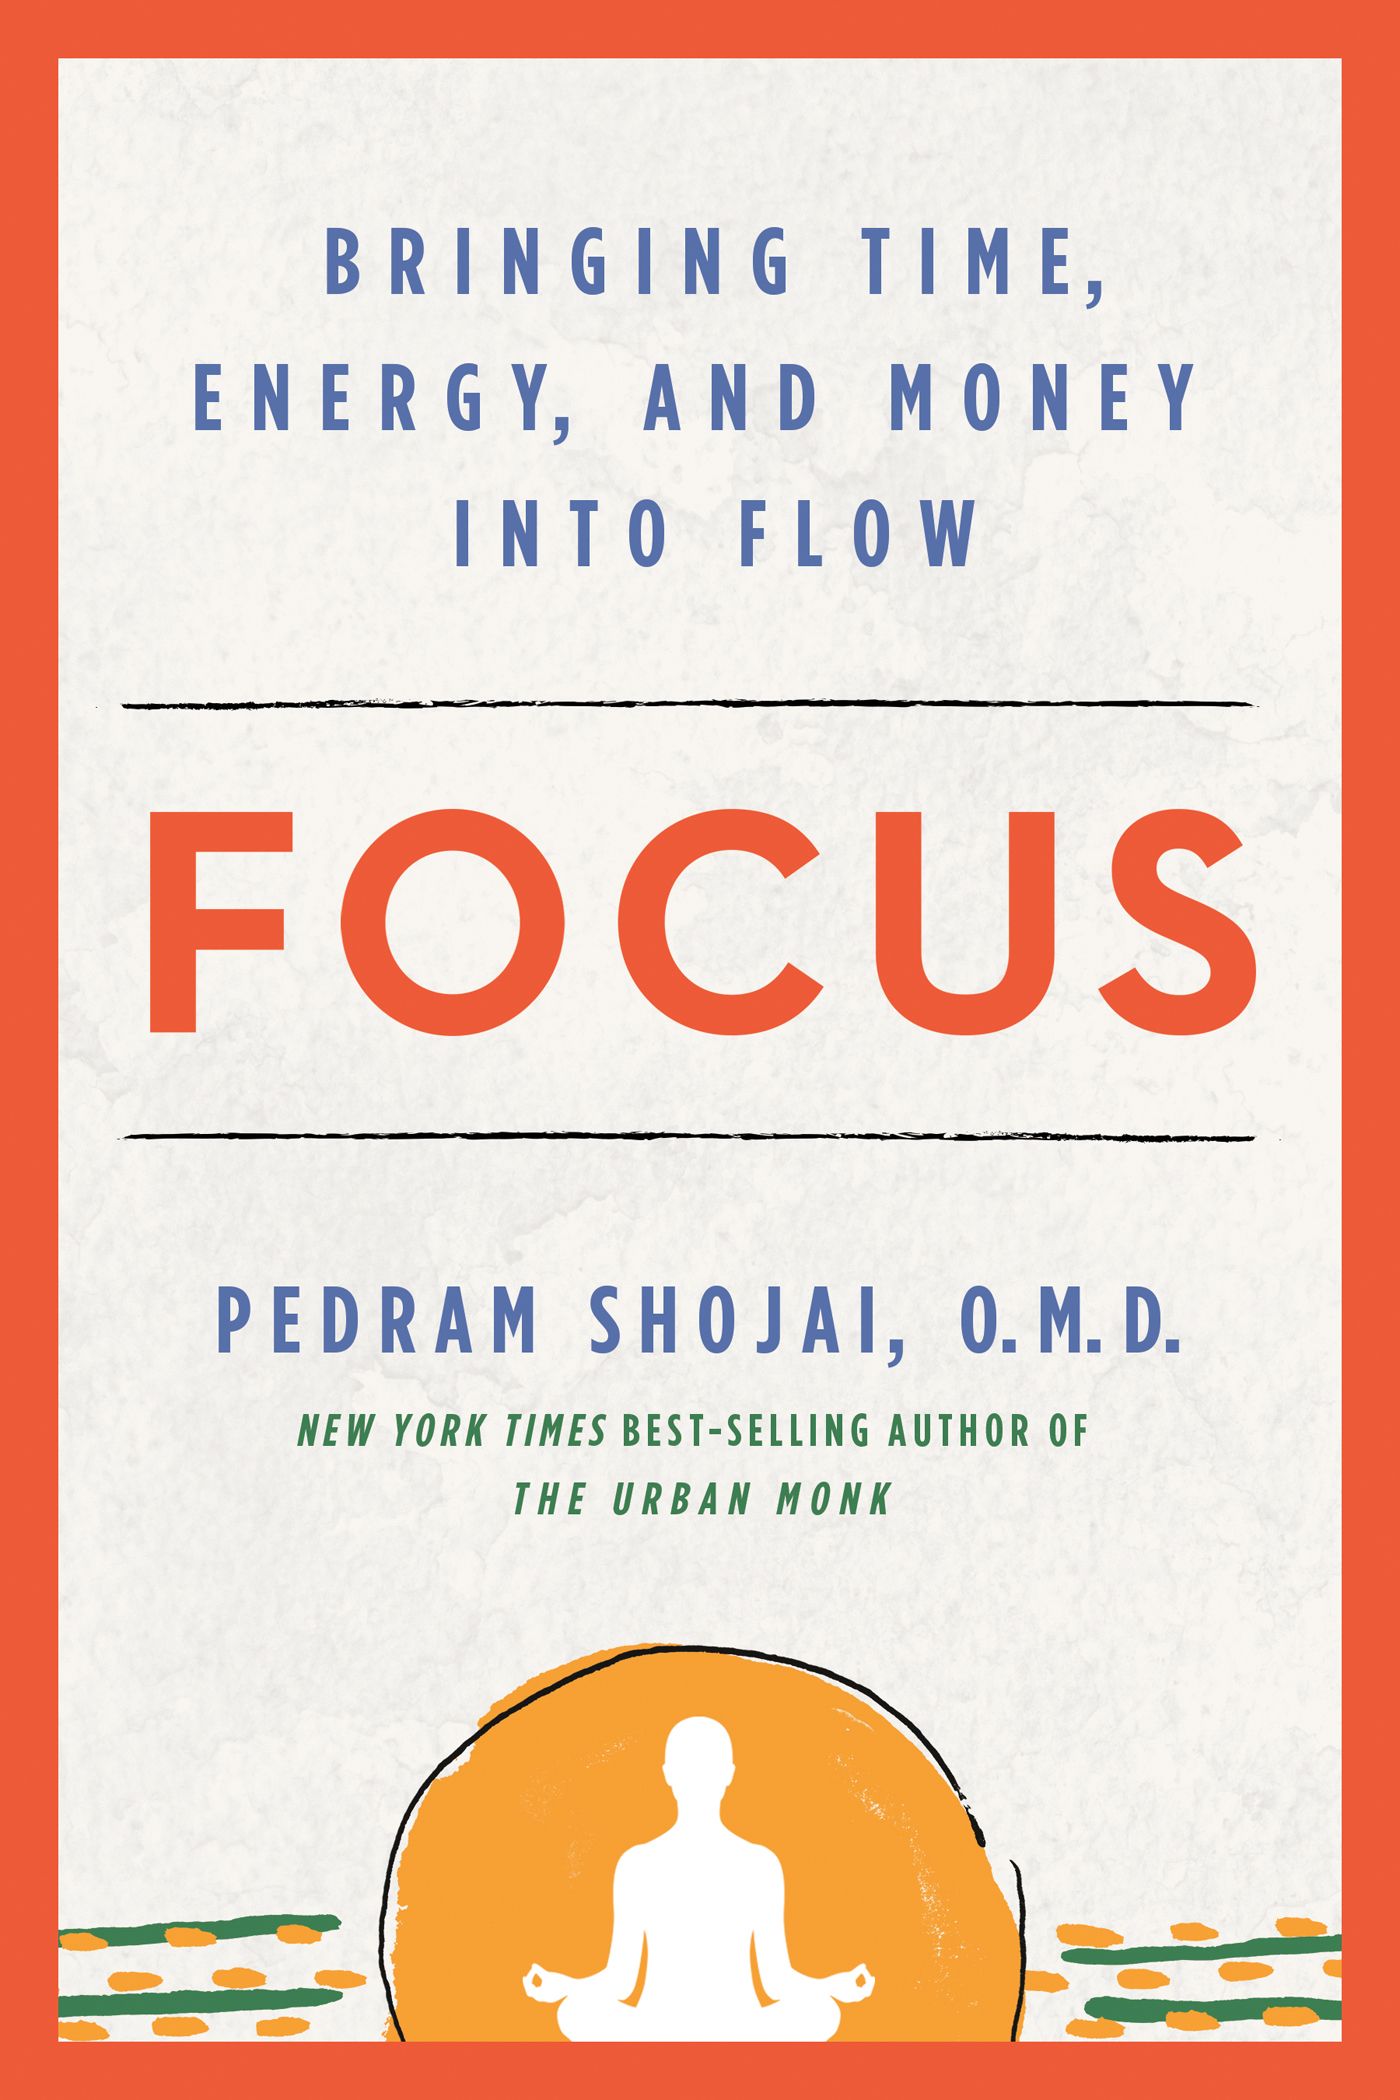 BRINGING TIME,
ENERGY, AND MONEY
INTO FLOW
FOCUS
PEDRAM SHOJAI, O.M.D.
NEW YORK TIMES BEST-SELLING AUTHOR OF
THE URBAN MONK